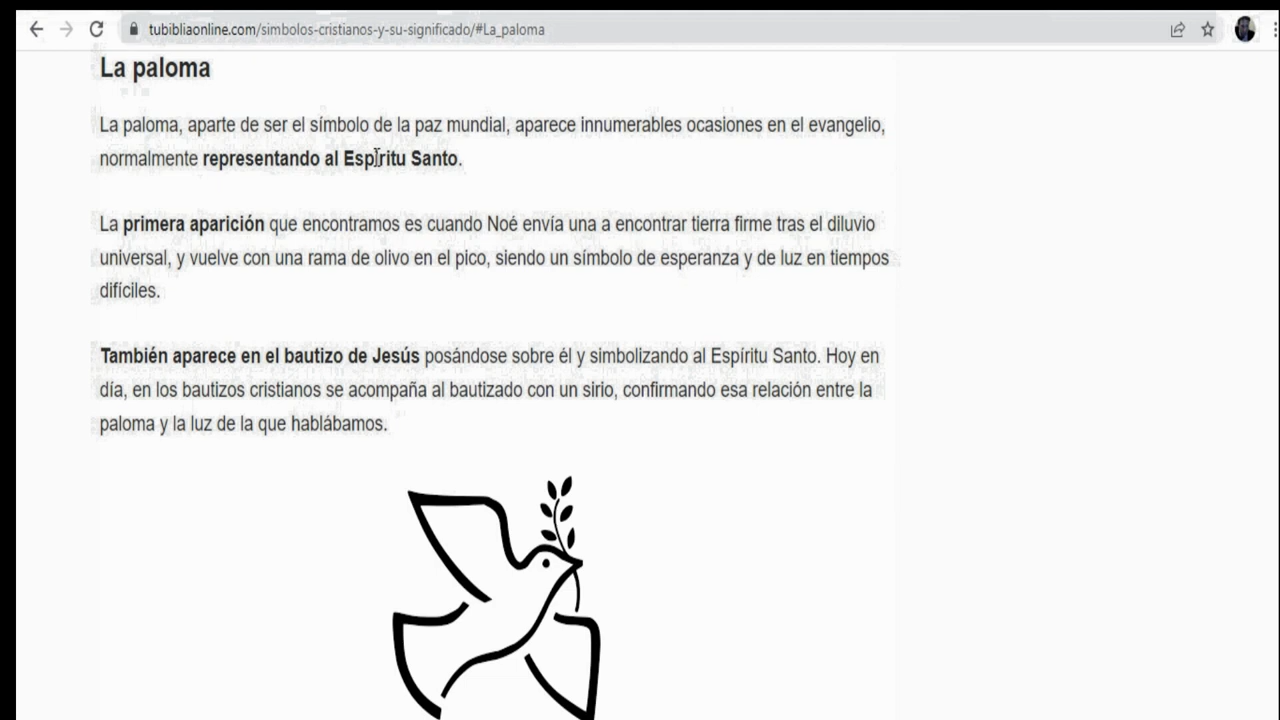 tubibliaonline.com/simbolos-cristianos-y-su-significado/#La_paloma
La paloma
La paloma, aparte de ser el símbolo de la paz mundial, aparece innumerables ocasiones en el evangelio,
normalmente representando al Espíritu Santo.
La primera aparición que encontramos es cuando Noé envía una a encontrar tierra firme tras el diluvio
universal, y vuelve con una rama de olivo en el pico, siendo un símbolo de esperanza y de luz en tiempos
difíciles.
También aparece en el bautizo de Jesús posándose sobre él y simbolizando al Espíritu Santo. Hoy en
día, en los bautizos cristianos se acompaña al bautizado con un sirio, confirmando esa relación entre la
paloma y la luz de la que hablábamos.